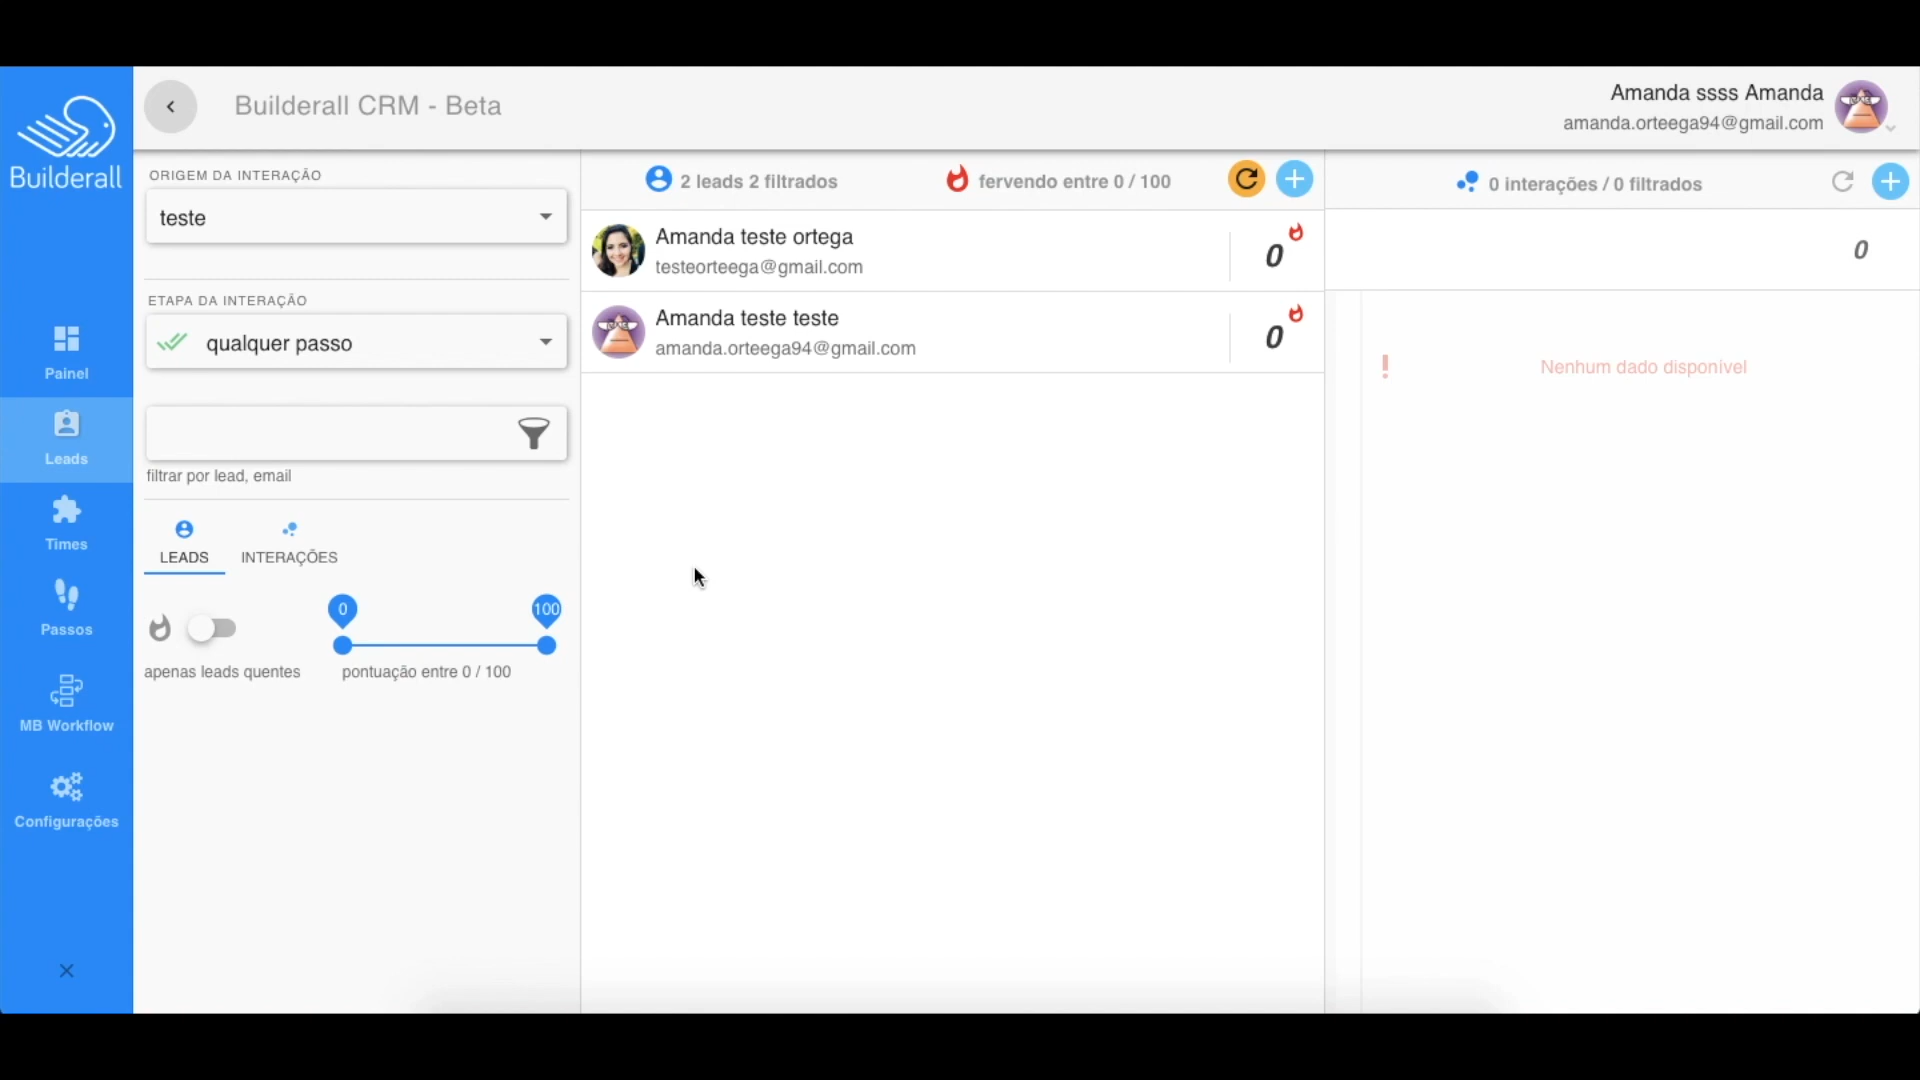 Builderall
Painel
Leads
Times
Passos
MB Workflow
Configurações
Builderall CRM - Beta
Amanda ssss Amanda
amanda.orteega94@gmail.com
ORIGEM DA INTERAÇÃO
teste
ETAPA DA INTERAÇÃO
qualquer passo
filtrar por lead, email
LEADS
INTERAÇÕES
0
100
apenas leads quentes
pontuação entre 0 / 100
2 leads 2 filtrados
fervendo entre 0 / 100
Amanda teste ortega
testeorteega@gmail.com
0
Amanda teste teste
amanda.orteega94@gmail.com
0
0 interações / 0 filtrados
0
Nenhum dado disponível